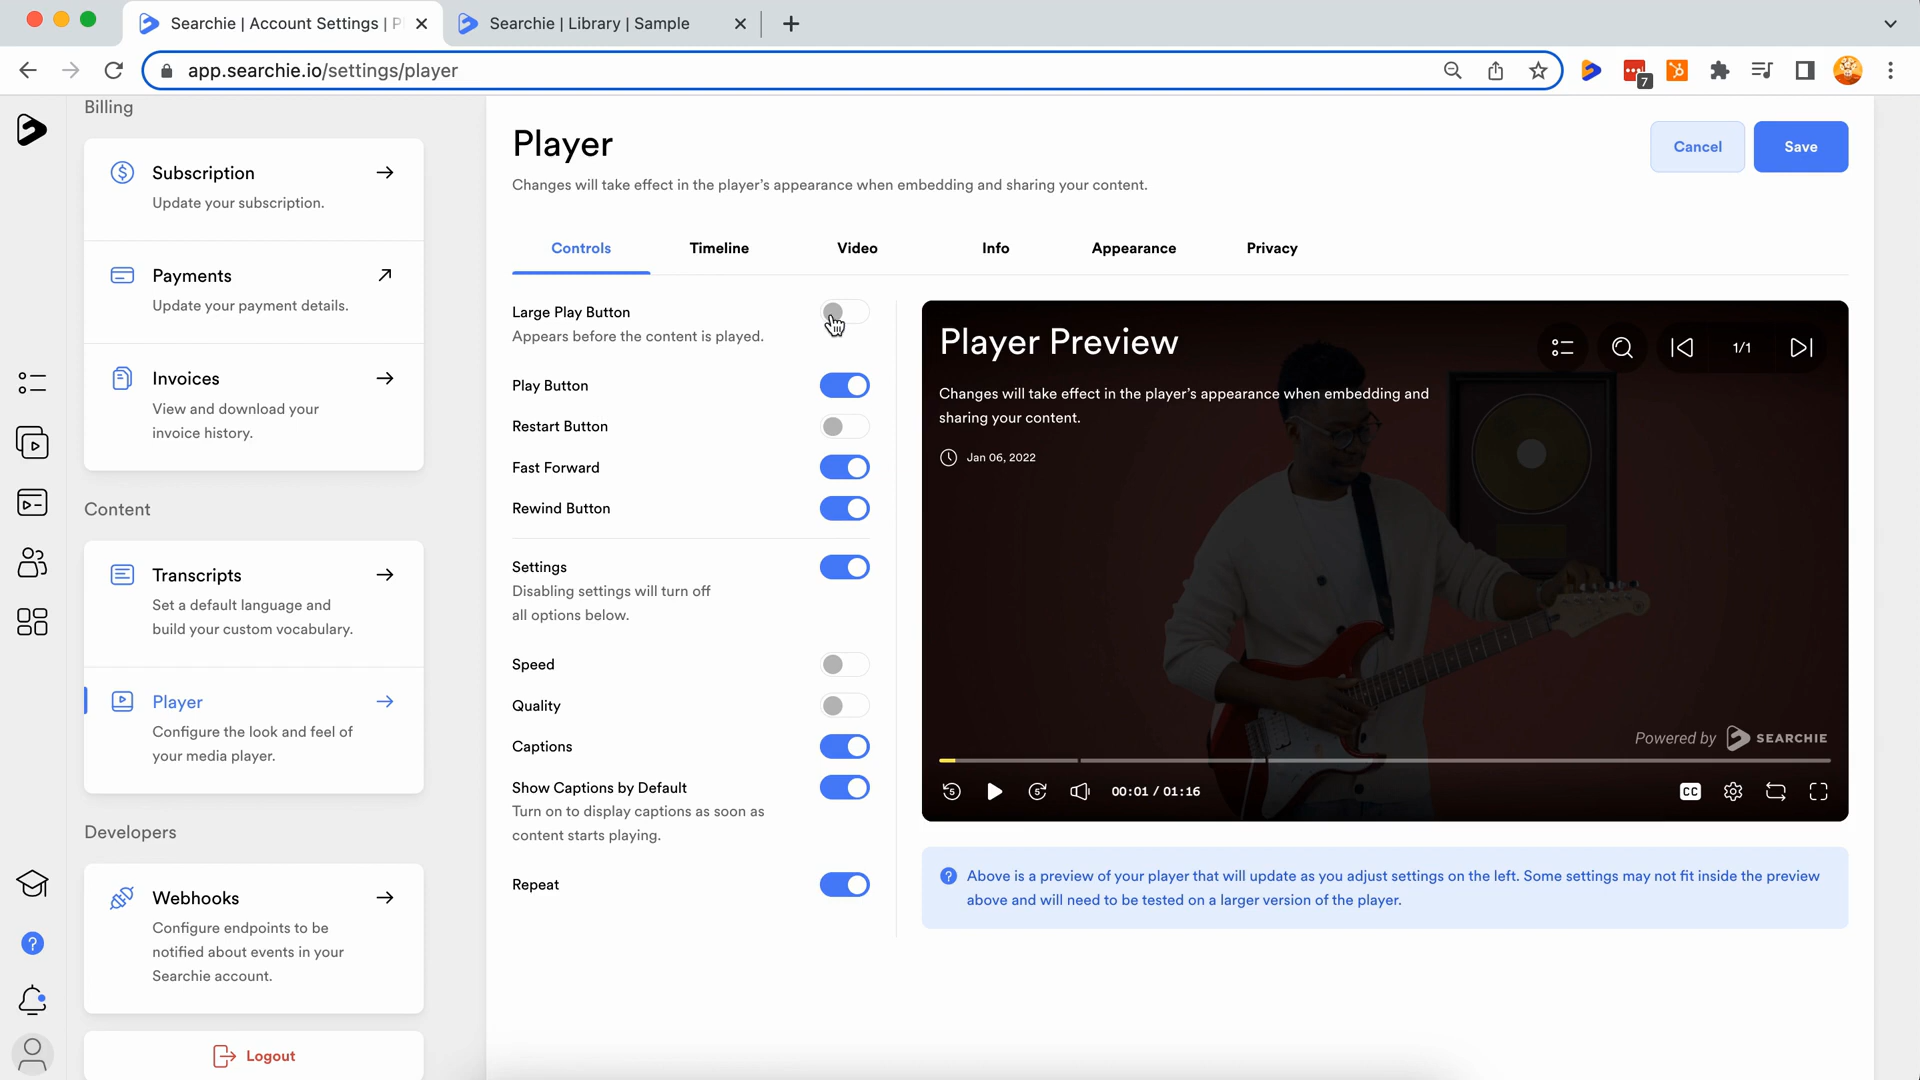 Searchie | Account Settings | P
Searchie | Library | Sample
app.searchie.io/settings/player
7
Billing
Subscription
Update your subscription.
Payments
Update your payment details.
Invoices
View and download your
invoice history.
Content
Transcripts
Set a default language and
build your custom vocabulary.
Player
Configure the look and feel of
your media player.
Developers
Webhooks
Configure endpoints to be
notified about events in your
Searchie account.
Logout
Player
Changes will take effect in the player's appearance when embedding and sharing your content.
Cancel
Save
Controls
Timeline
Video
Info
Appearance
Privacy
Large Play Button
Appears before the content is played.
Play Button
Restart Button
Fast Forward
Rewind Button
Settings
Disabling settings will turn off
all options below.
Speed
Quality
Captions
Show Captions by Default
Turn on to display captions as soon as
content starts playing.
Repeat
Player Preview
1/1
Changes will take effect in the player's appearance when embedding and
sharing your content.
Jan 06, 2022
Powered by SEARCHIE
5
5
00:01 / 01:16
CC
? Above is a preview of your player that will update as you adjust settings on the left. Some settings may not fit inside the preview
above and will need to be tested on a larger version of the player.